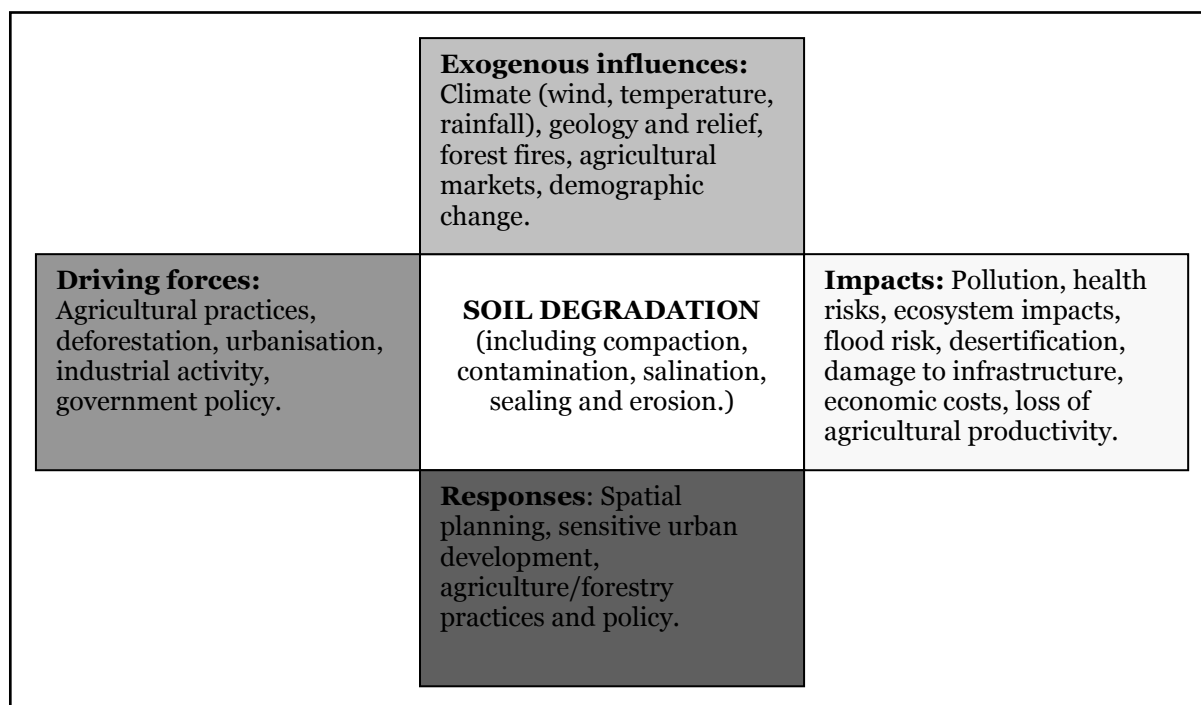 Exogenous influences:
Climate (wind, temperature,
rainfall), geology and relief,
forest fires, agricultural
markets, demographic
change.
Driving forces:
Agricultural practices,
deforestation, urbanisation,
industrial activity,
government policy.
SOIL DEGRADATION
(including compaction,
contamination, salination,
sealing and erosion.)
Impacts: Pollution, health
risks, ecosystem impacts,
flood risk, desertification,
damage to infrastructure,
economic costs, loss of
agricultural productivity.
Responses: Spatial
planning, sensitive urban
development,
agriculture/forestry
practices and policy.